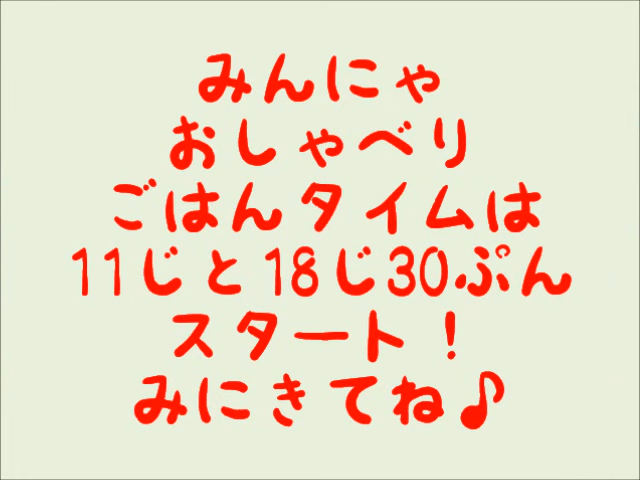 みんにゃ
おしゃべり
ごはんタイムは
11じと18じ30ぷん
スタート！
みにきてね♪